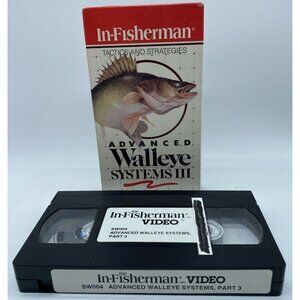 In-Fisherman®
TACTICS AND STRATEGIES
ADVANCED
Walleye
SYSTEMS III
In-Fisherman®
VIDEO
SW004
ADVANCED WALLEYE SYSTEMS,
PART 3
In-Fisherman® VIDEO
SW004 ADVANCED WALLEYE SYSTEMS, PART 3